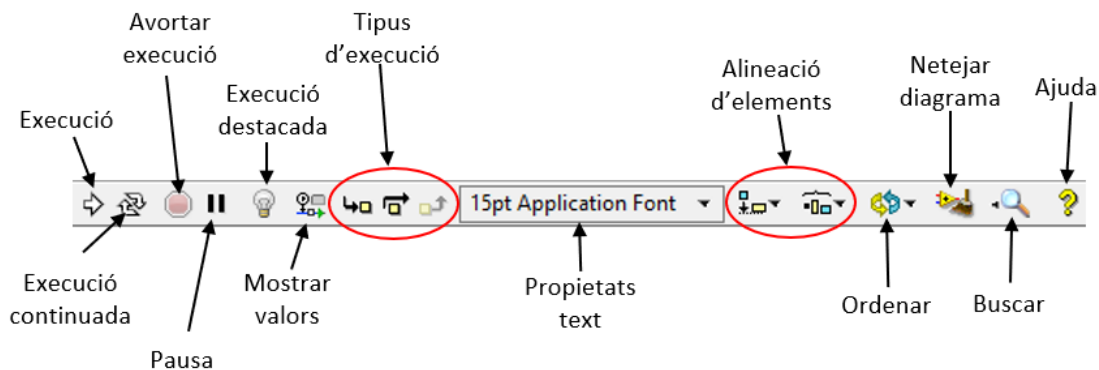 Avortar
execució
Tipus
d’execució
Execució
destacada
Alineació
d’elements
Netejar
diagrama
Ajuda
Execució
15pt Application Font
Execució
continuada
Mostrar
valors
Propietats
text
Ordenar
Buscar
Pausa